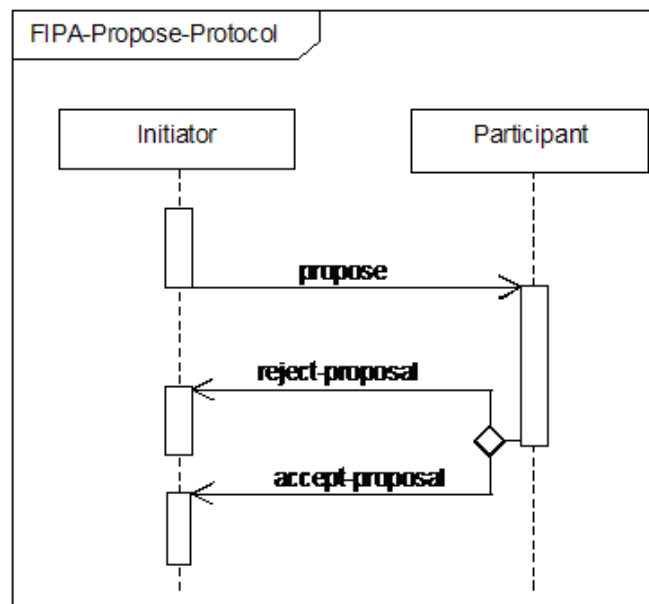 FIPA-Propose-Protocol
Initiator
Participant
propose
reject-proposal
accept-proposal